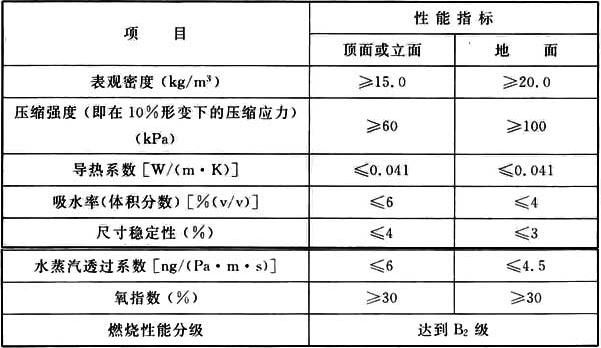 项 目
性能指标
顶面或立面
地 面
表观密度（kg/m³）
≥15.0
≥20.0
压缩强度（即在10％形变下的压缩应力）
（kPa）
≥60
≥100
导热系数［W/(m·K)］
≤0.041
≤0.041
吸水率(体积分数)［％(v/v)］
≤6
≤4
尺寸稳定性（％）
≤4
≤3
水蒸汽透过系数［ng/(Pa·m·s)］
≤6
≤4.5
氧指数（％）
≥30
≥30
燃烧性能分级
达到 B₂ 级